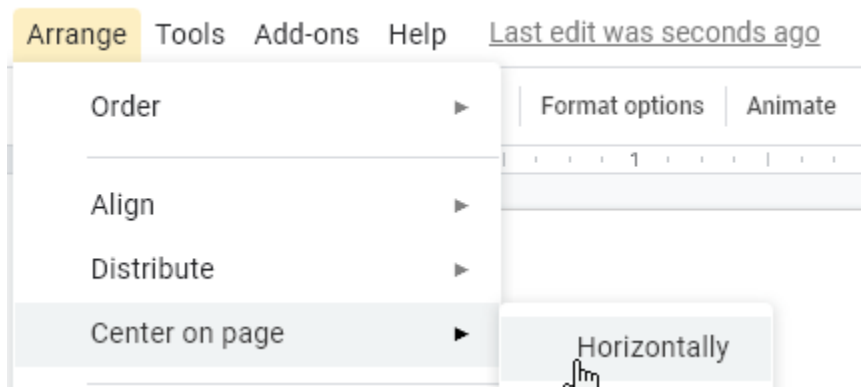 Arrange Tools Add-ons Help Last edit was seconds ago
Order
Format options Animate
1
Align
Distribute
Center on page
Horizontally